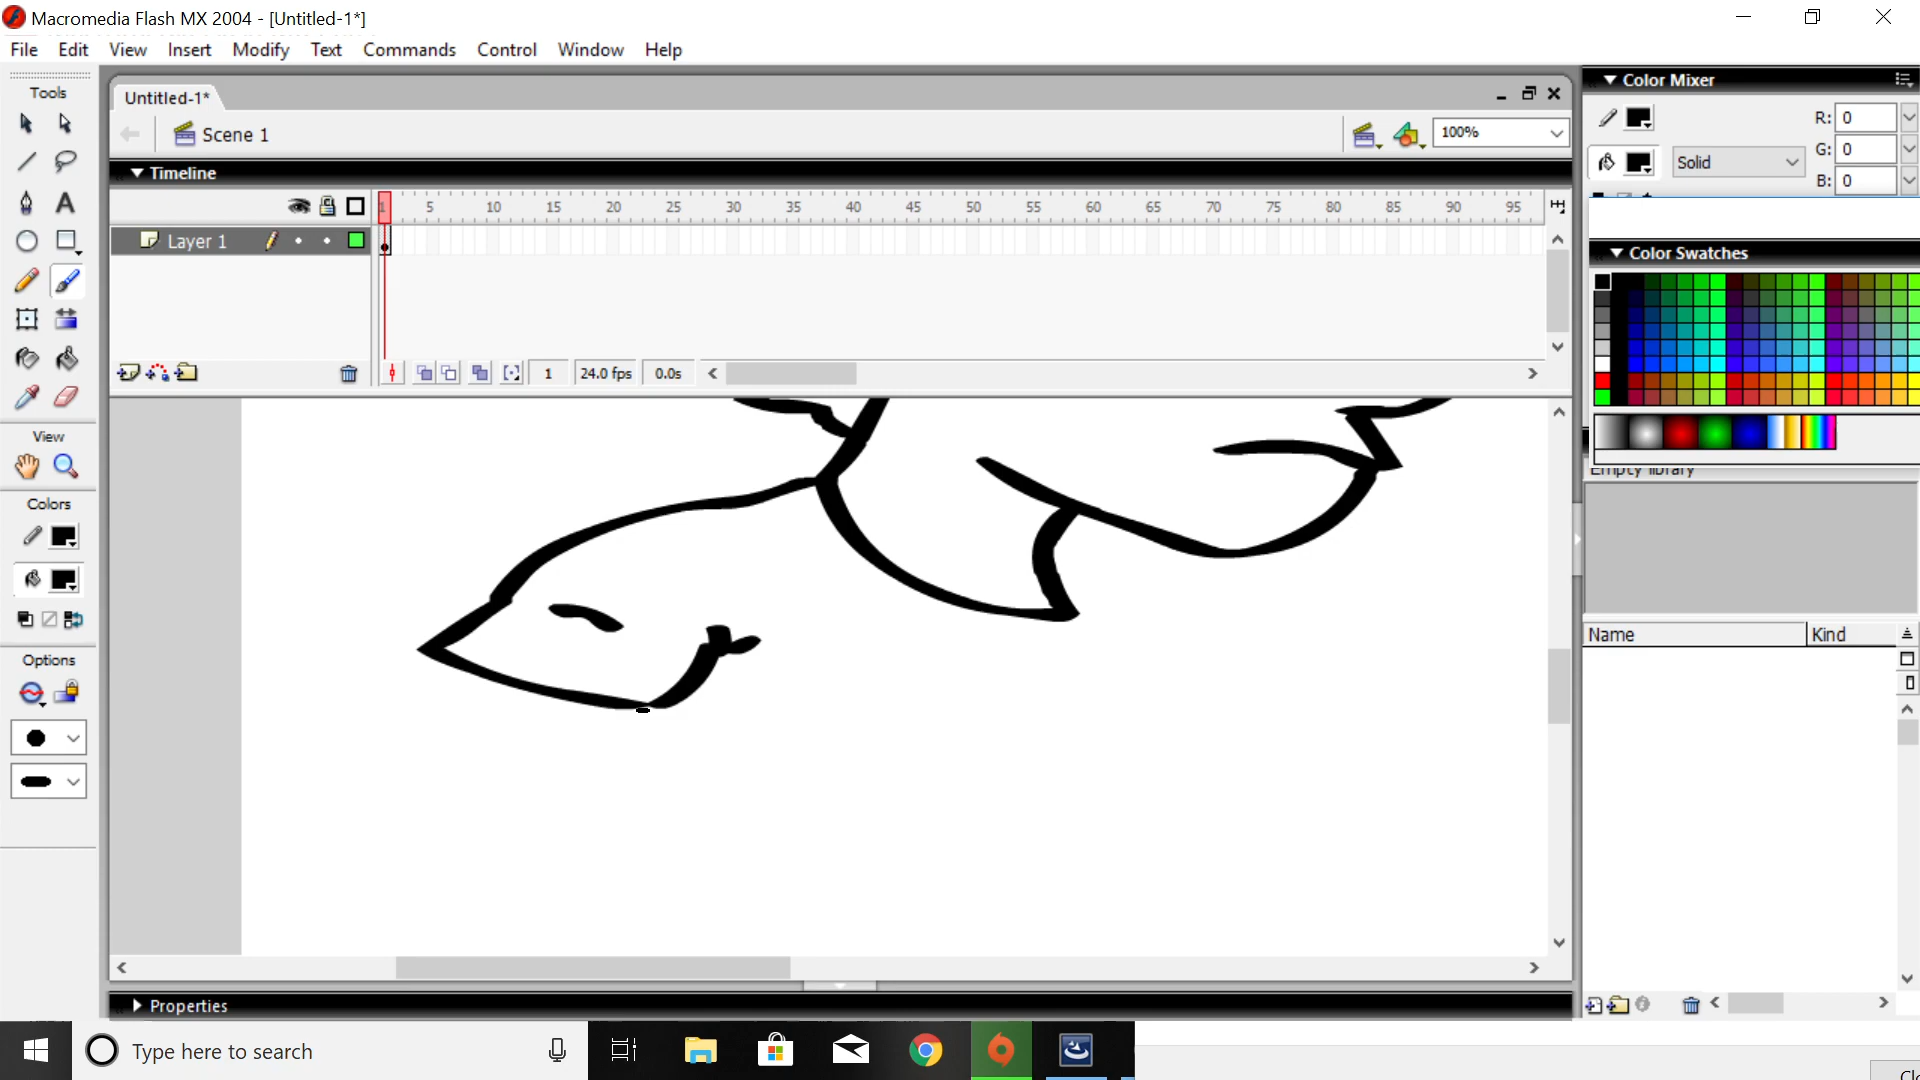 Macromedia Flash MX 2004 - [Untitled-1*]
File Edit View Insert Modify Text Commands Control Window Help
Tools
Untitled-1*
Scene 1
100%
Timeline
1 5 10 15 20 25 30 35 40 45 50 55 60 65 70 75 80 85 90 95
Layer 1
1 24.0 fps 0.0s
View
Colors
Options
Color Mixer
R: 0
Solid G: 0
B: 0
Color Swatches
Empty library
Name Kind
Properties
Type here to search